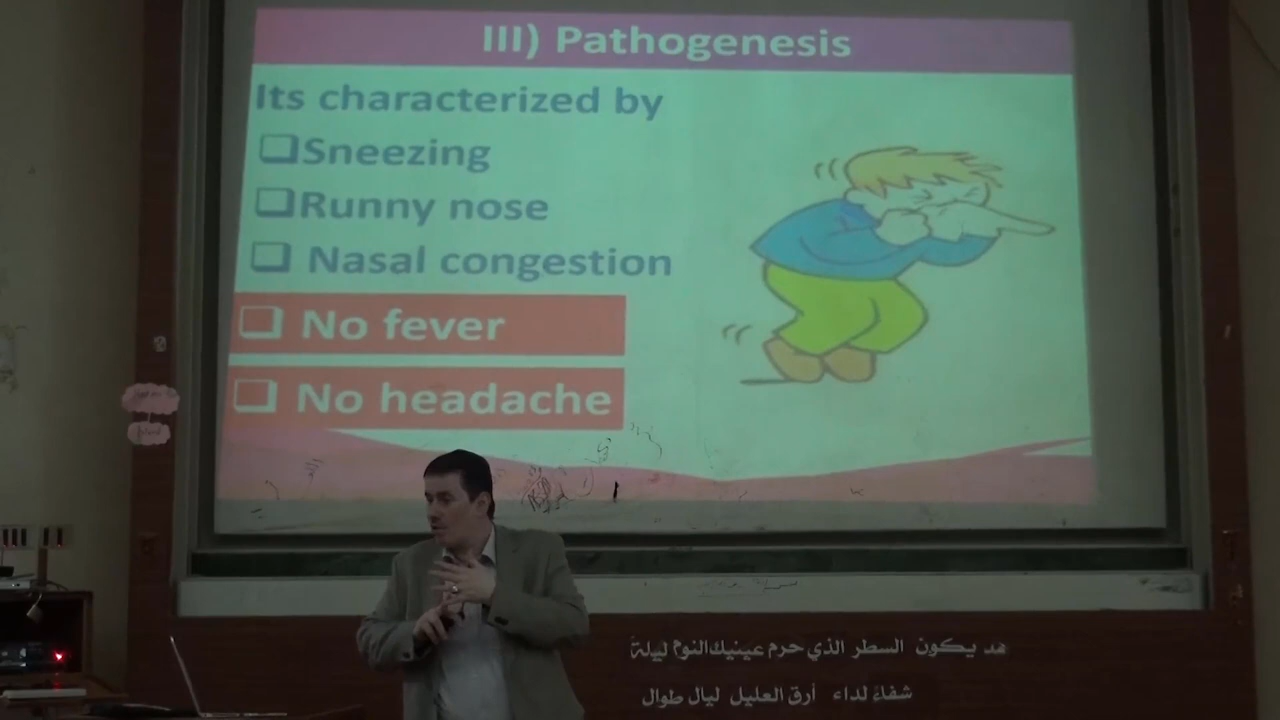 III) Pathogenesis
Its characterized by
❑Sneezing
❑Runny nose
❑ Nasal congestion
❑ No fever
❑ No headache
قد يكون السطر الذي حرم عينيك النوم ليلة
شفاءً لداء أرق العليل ليال طوال